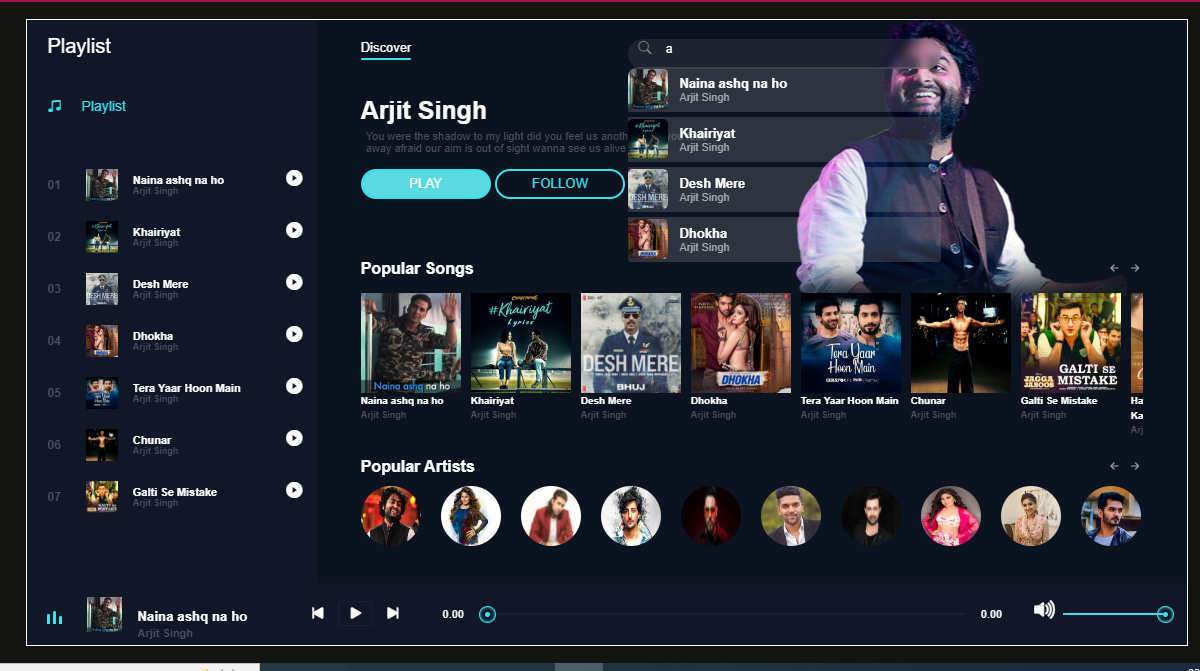 Playlist
Playlist
01
Naina ashq na ho
Arjit Singh
02
Khairiyat
Arjit Singh
03
Desh Mere
Arjit Singh
04
Dhokha
Arjit Singh
05
Tera Yaar Hoon Main
Arjit Singh
06
Chunar
Arjit Singh
07
Galti Se Mistake
Arjit Singh
Discover
a
Naina ashq na ho
Arjit Singh
Khairiyat
Arjit Singh
Desh Mere
Arjit Singh
Dhokha
Arjit Singh
Arjit Singh
You were the shadow to my light did you feel us anoth
away afraid our aim is out of sight wanna see us alive
PLAY
FOLLOW
Popular Songs
Naina ashq na ho
#Khairiyat
Lyrics
DESH MERE
BHUJ
DHOKHA
Tera Yaar
Hoon Main
JAGGA
JASOOS
GALTI SE
MISTAKE
Naina ashq na ho
Arjit Singh
Khairiyat
Arjit Singh
Desh Mere
Arjit Singh
Dhokha
Arjit Singh
Tera Yaar Hoon Main
Arjit Singh
Chunar
Arjit Singh
Galti Se Mistake
Arjit Singh
Ha
Ka
Arj
Popular Artists
Naina ashq na ho
Arjit Singh
0.00
0.00